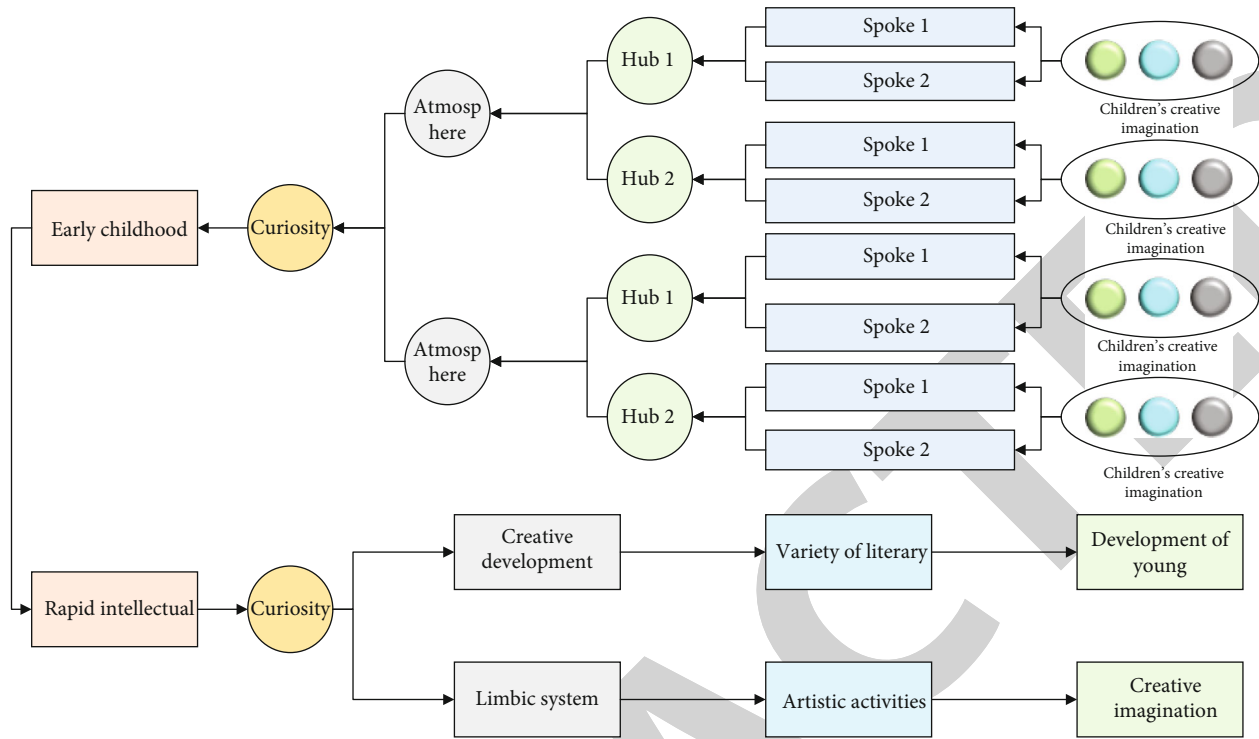 Spoke 1
Hub 1
Spoke 2
Atmosp
here
Children's creative
imagination
Spoke 1
Hub 2
Spoke 2
Early childhood
Curiosity
Children's creative
imagination
Spoke 1
Hub 1
Spoke 2
Atmosp
here
Children's creative
imagination
Spoke 1
Hub 2
Spoke 2
Children's creative
imagination
Creative
development
Variety of literary
Development of
young
Rapid intellectual
Curiosity
Limbic system
Artistic activities
Creative
imagination